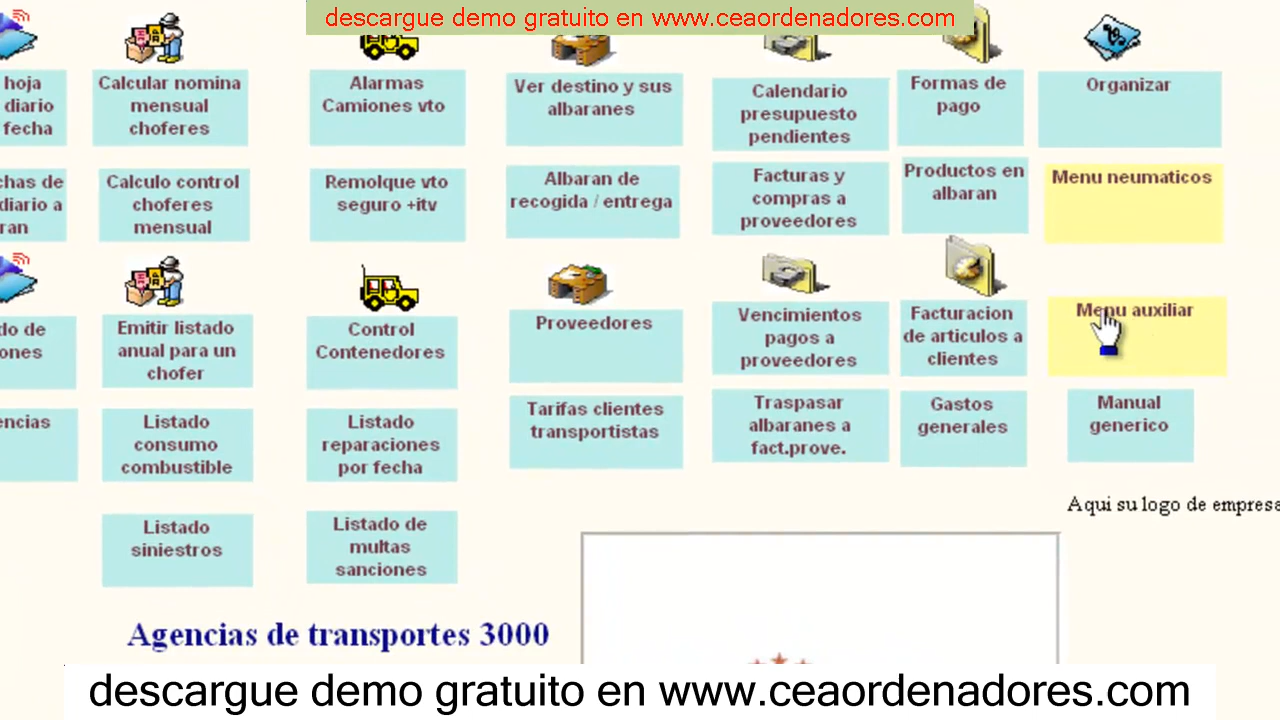 descargue demo gratuito en www.ceaordenadores.com
hoja
diario
fecha
Calcular nomina
mensual
choferes
Alarmas
Camiones vto
Ver destino y sus
albaranes
Calendario
presupuesto
pendientes
Formas de
pago
Organizar
chas de
diario a
ran
Calculo control
choferes
mensual
Remolque vto
seguro +itv
Albaran de
recogida / entrega
Facturas y
compras a
proveedores
Productos en
albaran
Menu neumaticos
do de
ones
Emitir listado
anual para un
chofer
Control
Contenedores
Proveedores
Vencimientos
pagos a
proveedores
Facturacion
de articulos a
clientes
Menu auxiliar
encias
Listado
consumo
combustible
Listado
reparaciones
por fecha
Tarifas clientes
transportistas
Traspasar
albaranes a
fact.prove.
Gastos
generales
Manual
generico
Listado
siniestros
Listado de
multas
sanciones
Aqui su logo de empresa
Agencias de transportes 3000
descargue demo gratuito en www.ceaordenadores.com